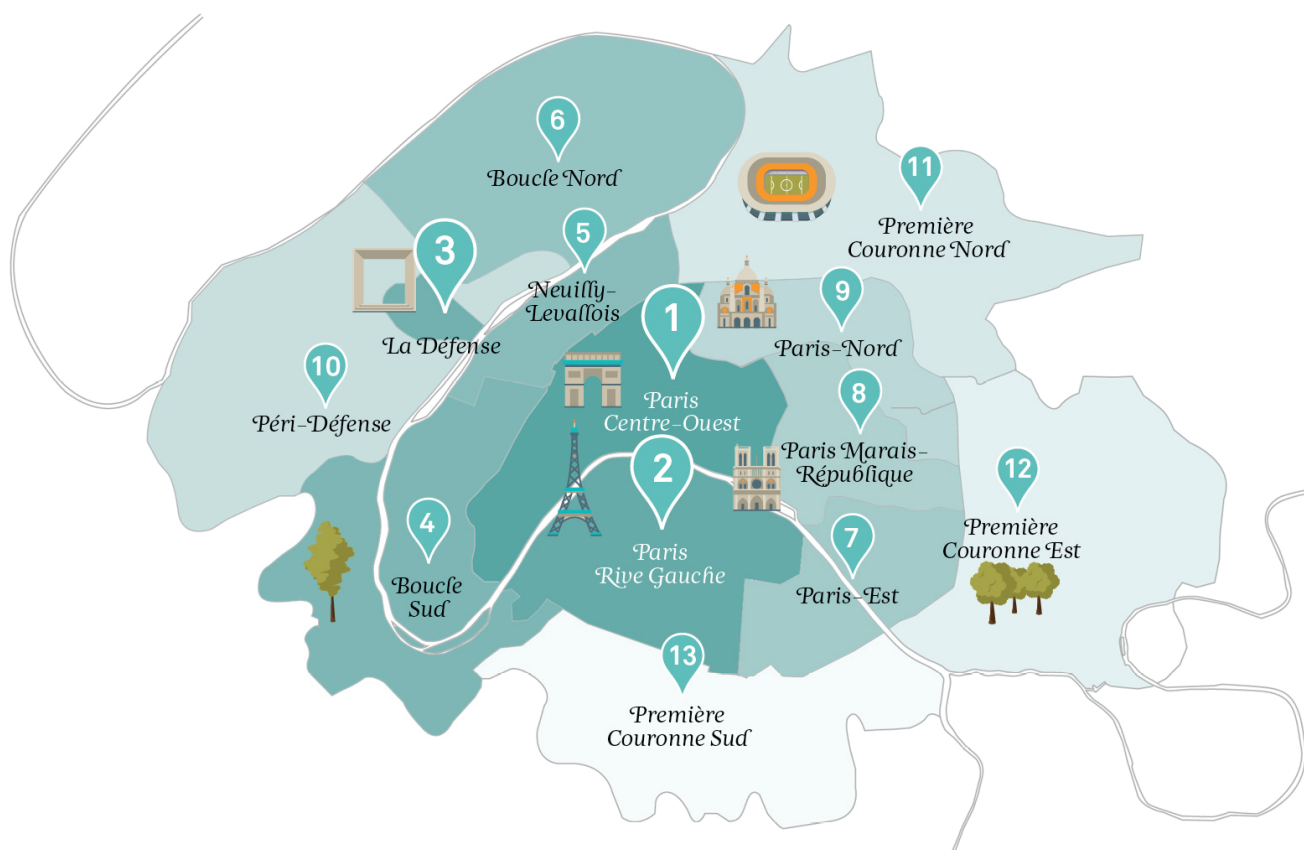 6
Boucle Nord
11
Première
Couronne Nord
5
Neuilly-
Levallois
3
La Défense
9
Paris-Nord
1
Paris
Centre-Ouest
10
Péri-Défense
8
Paris Marais-
République
2
Paris
Rive Gauche
12
Première
Couronne Est
4
Boucle
Sud
7
Paris-Est
13
Première
Couronne Sud